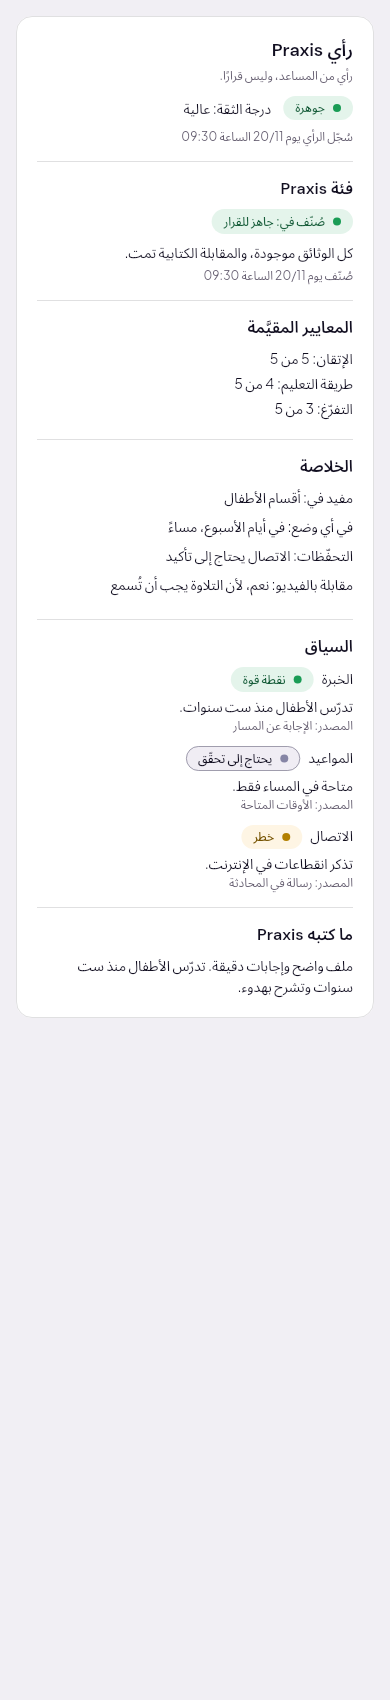 رأي Praxis
رأي من المساعد، وليس قرارًا.
جوهرة درجة الثقة: عالية
سُجّل الرأي يوم 20/11 الساعة 09:30
فئة Praxis
صُنّف في: جاهز للقرار
كل الوثائق موجودة، والمقابلة الكتابية تمت.
صُنّف يوم 20/11 الساعة 09:30
المعايير المقيَّمة
الإتقان: 5 من 5
طريقة التعليم: 4 من 5
التفرّغ: 3 من 5
الخلاصة
مفيد في: أقسام الأطفال
في أي وضع: في أيام الأسبوع، مساءً
التحفّظات: الاتصال يحتاج إلى تأكيد
مقابلة بالفيديو: نعم، لأن التلاوة يجب أن تُسمع
السياق
الخبرة نقطة قوة
تدرّس الأطفال منذ ست سنوات.
المصدر: الإجابة عن المسار
المواعيد يحتاج إلى تحقّق
متاحة في المساء فقط.
المصدر: الأوقات المتاحة
الاتصال خطر
تذكر انقطاعات في الإنترنت.
المصدر: رسالة في المحادثة
ما كتبه Praxis
ملف واضح وإجابات دقيقة. تدرّس الأطفال منذ ست
سنوات وتشرح بهدوء.